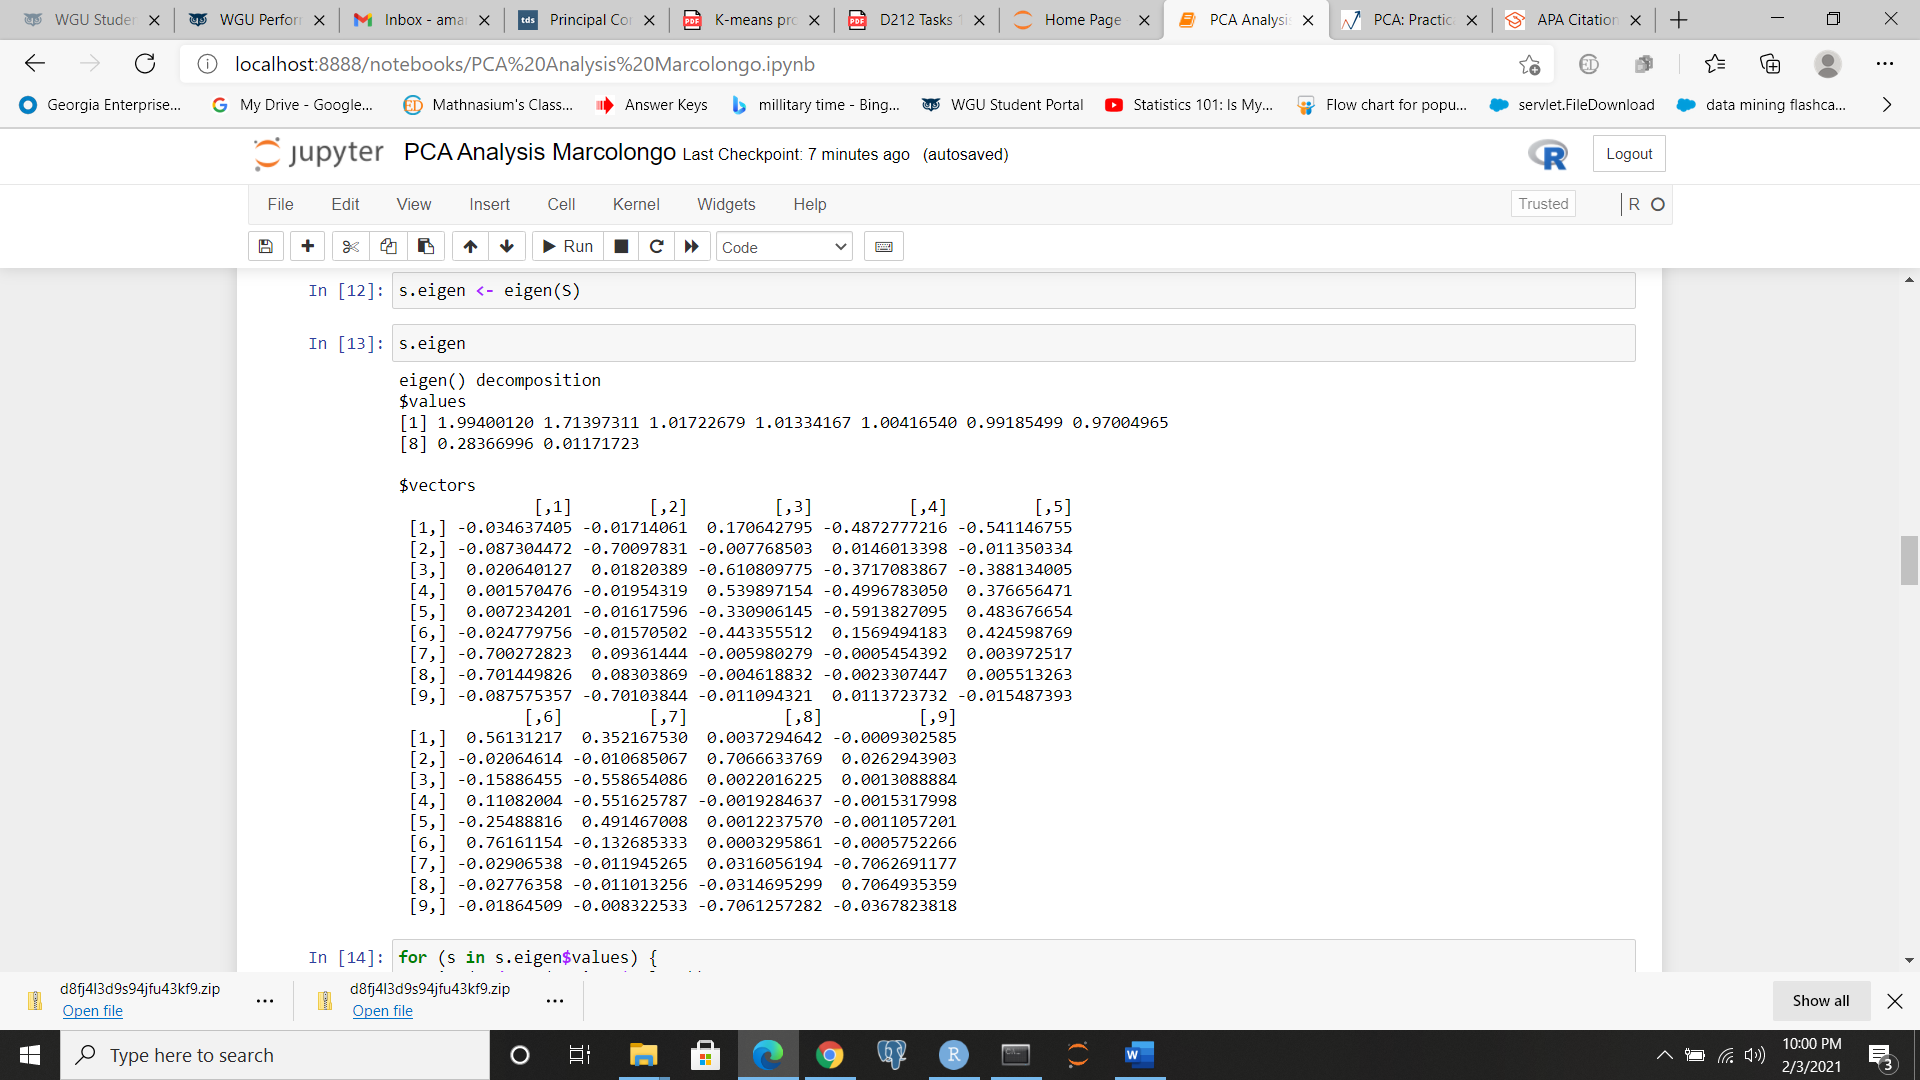 WGU Studen WGU Perforr Inbox - ama Principal Co K-means pro D212 Tasks 1 Home Page PCA Analysis PCA: Practic APA Citation
localhost:8888/notebooks/PCA%20Analysis%20Marcolongo.ipynb
Georgia Enterprise... My Drive - Google... Mathnasium's Class... Answer Keys millitary time - Bing... WGU Student Portal Statistics 101: Is My... Flow chart for popu... servlet.FileDownload data mining flashca...
jupyter PCA Analysis Marcolongo Last Checkpoint: 7 minutes ago (autosaved) R Logout
File Edit View Insert Cell Kernel Widgets Help Trusted R
Run Code
In [12]: s.eigen <- eigen(S)
In [13]: s.eigen
eigen() decomposition
$values
[1] 1.99400120 1.71397311 1.01722679 1.01334167 1.00416540 0.99185499 0.97004965
[8] 0.28366996 0.01171723
$vectors
[,1] [,2] [,3] [,4] [,5]
[1,] -0.034637405 -0.01714061 0.170642795 -0.4872777216 -0.541146755
[2,] -0.087304472 -0.70097831 -0.007768503 0.0146013398 -0.011350334
[3,] 0.020640127 0.01820389 -0.610809775 -0.3717083867 -0.388134005
[4,] 0.001570476 -0.01954319 0.539897154 -0.4996783050 0.376656471
[5,] 0.007234201 -0.01617596 -0.330906145 -0.5913827095 0.483676654
[6,] -0.024779756 -0.01570502 -0.443355512 0.1569494183 0.424598769
[7,] -0.700272823 0.09361444 -0.005980279 -0.0005454392 0.003972517
[8,] -0.701449826 0.08303869 -0.004618832 -0.0023307447 0.005513263
[9,] -0.087575357 -0.70103844 -0.011094321 0.0113723732 -0.015487393
[,6] [,7] [,8] [,9]
[1,] 0.56131217 0.352167530 0.0037294642 -0.0009302585
[2,] -0.02064614 -0.010685067 0.7066633769 0.0262943903
[3,] -0.15886455 -0.558654086 0.0022016225 0.0013088884
[4,] 0.11082004 -0.551625787 -0.0019284637 -0.0015317998
[5,] -0.25488816 0.491467008 0.0012237570 -0.0011057201
[6,] 0.76161154 -0.132685333 0.0003295861 -0.0005752266
[7,] -0.02906538 -0.011945265 0.0316056194 -0.7062691177
[8,] -0.02776358 -0.011013256 -0.0314695299 0.7064935359
[9,] -0.01864509 -0.008322533 -0.7061257282 -0.0367823818
In [14]: for (s in s.eigen$values) {
d8fj4l3d9s94jfu43kf9.zip d8fj4l3d9s94jfu43kf9.zip
Open file Open file Show all
Type here to search 10:00 PM
2/3/2021 3